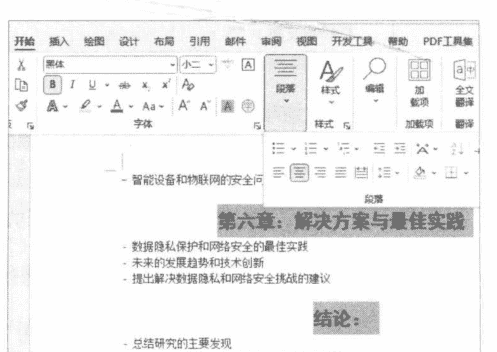 开始 插入 绘图 设计 布局 引用 邮件 审阅 视图 开发工具 帮助 PDF工具集
黑体 小二
B I U ab x₂ x² A
A A Aa A A A
字体
段落
样式
样式
编辑
加载项
加载项
全文翻译
翻译
段落
- 智能设备和物联网的安全问
第六章：解决方案与最佳实践
- 数据隐私保护和网络安全的最佳实践
- 未来的发展趋势和技术创新
- 提出解决数据隐私和网络安全挑战的建议
结论：
- 总结研究的主要发现